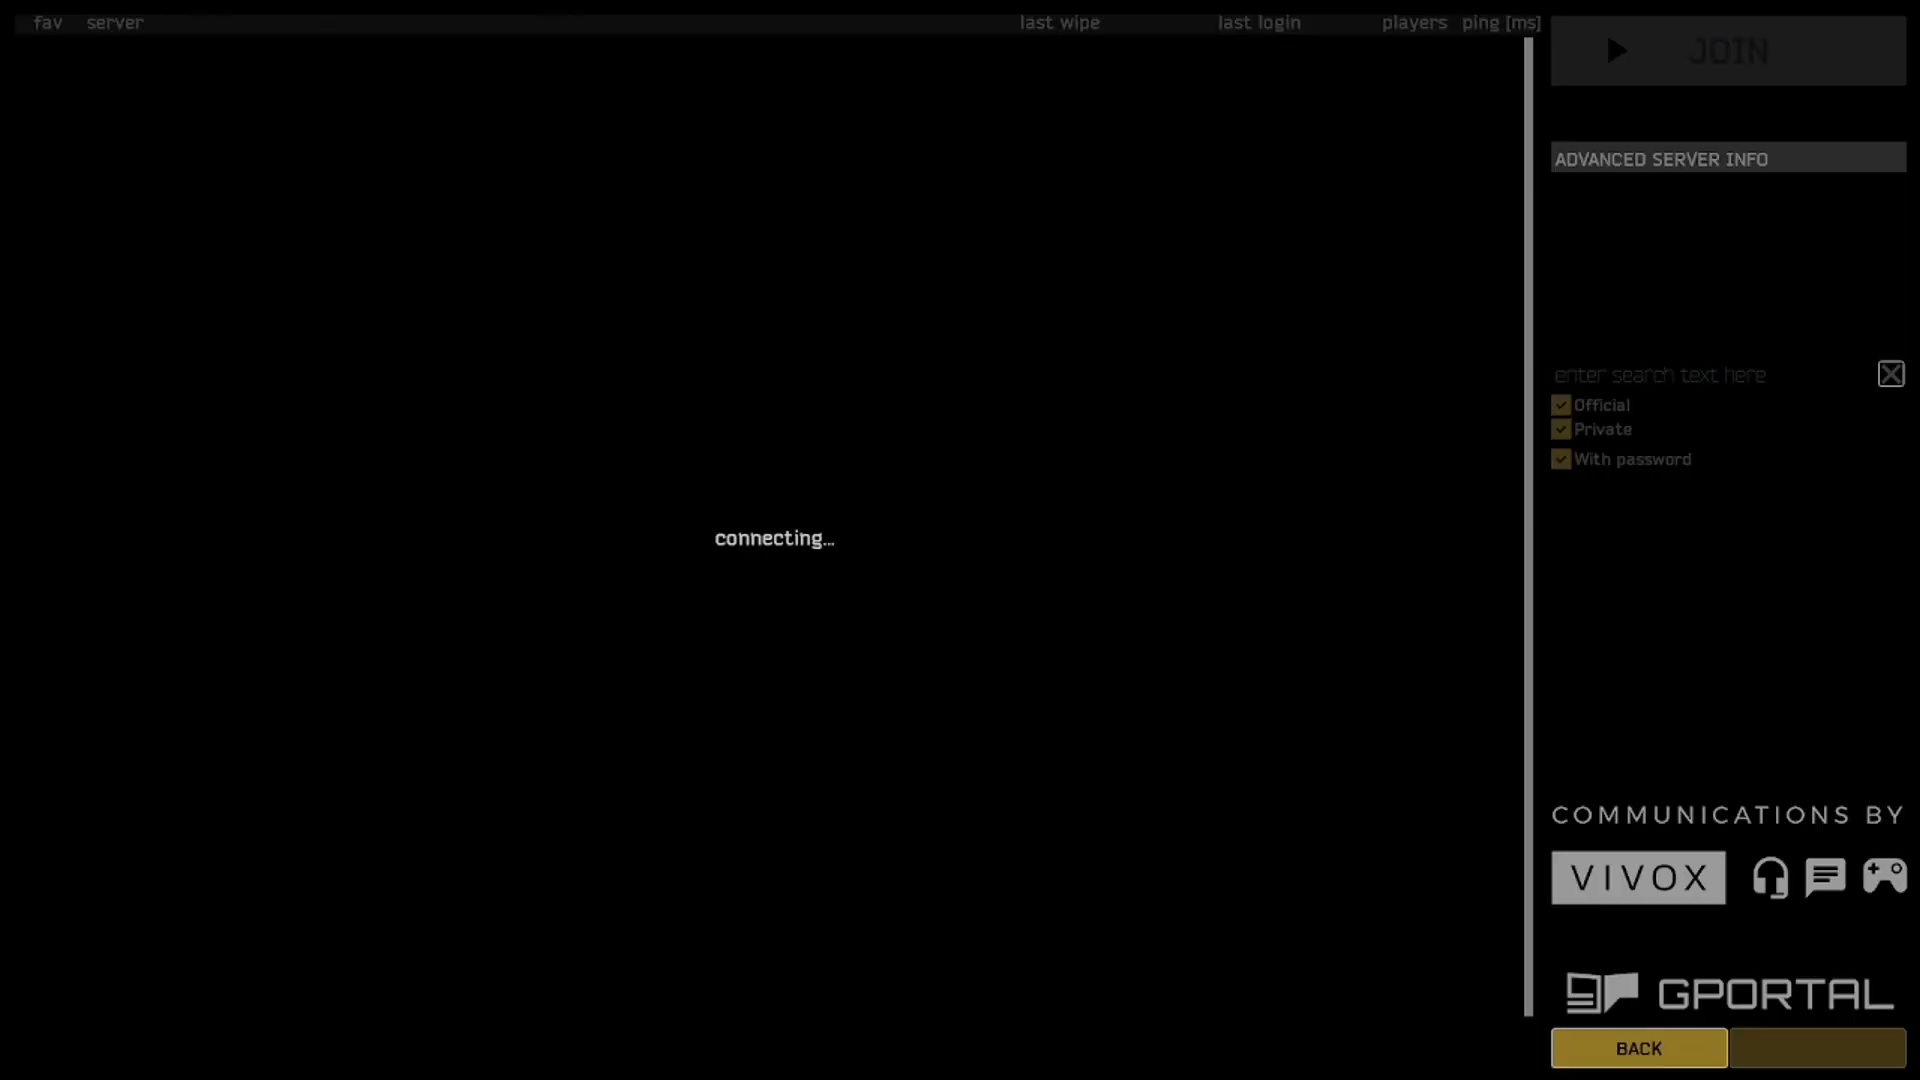 fav server last wipe last login players ping [ms]
JOIN
ADVANCED SERVER INFO
enter search text here
Official
Private
With password
connecting...
COMMUNICATIONS BY
VIVOX
GPORTAL
BACK